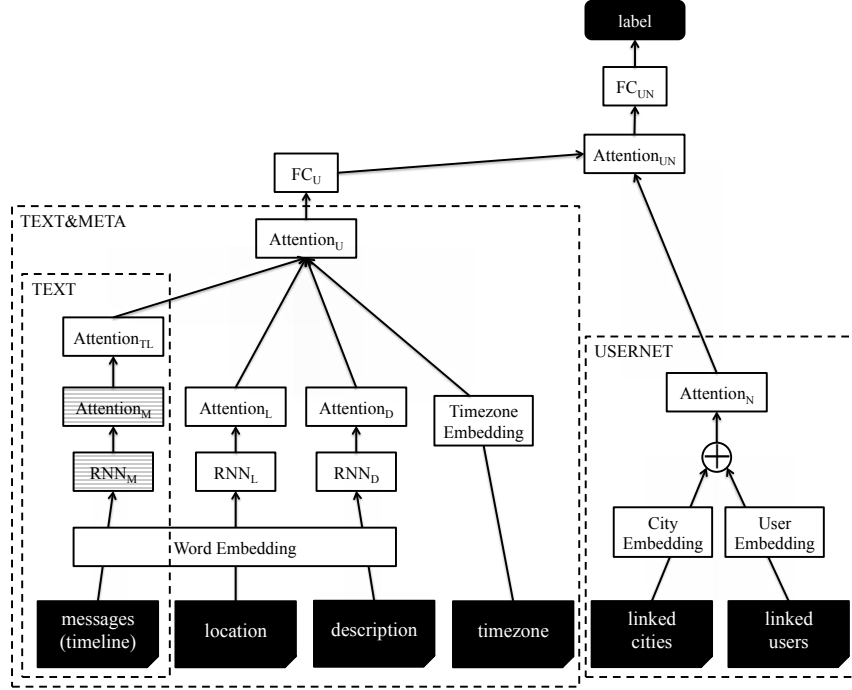 label
FC_UN
Attention_UN
FC_U
TEXT&META
Attention_U
TEXT
Attention_TL
USERNET
Attention_M
Attention_L
Attention_D
Timezone
Embedding
Attention_N
RNN_M
RNN_L
RNN_D
City
Embedding
User
Embedding
Word Embedding
messages
(timeline)
location
description
timezone
linked
cities
linked
users